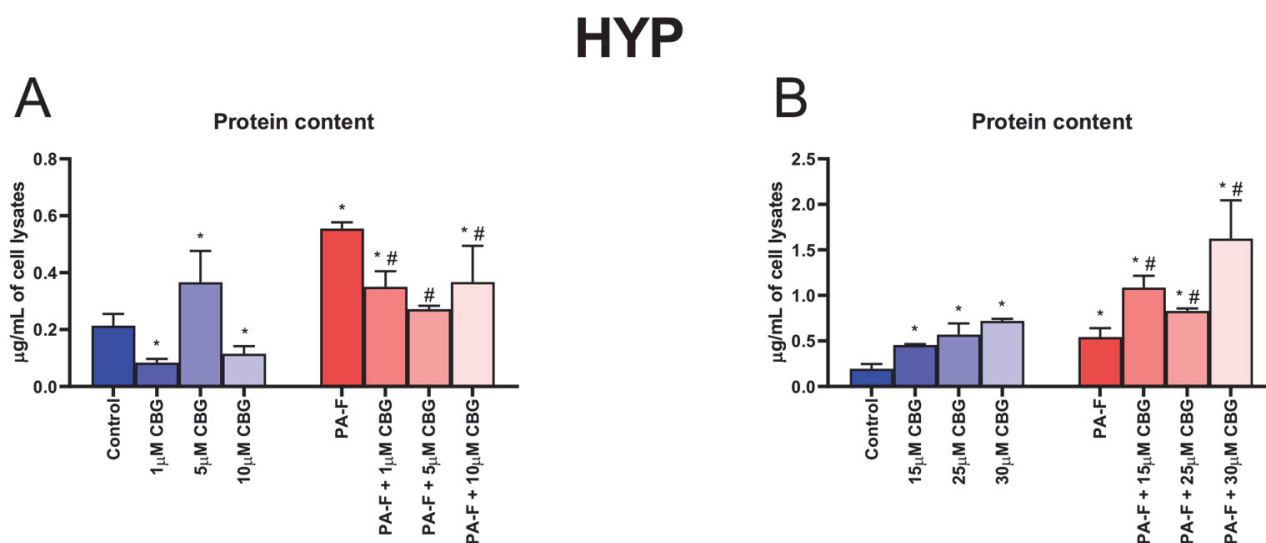 HYP
A
Protein content
µg/mL of cell lysates
0.8
0.6
0.4
0.2
0.0
*
*
*
*
* #
#
* #
Control
1µM CBG
5µM CBG
10µM CBG
PA-F
PA-F + 1µM CBG
PA-F + 5µM CBG
PA-F + 10µM CBG
B
Protein content
µg/mL of cell lysates
2.5
2.0
1.5
1.0
0.5
0.0
*
*
*
*
* #
* #
* #
Control
15µM CBG
25µM CBG
30µM CBG
PA-F
PA-F + 15µM CBG
PA-F + 25µM CBG
PA-F + 30µM CBG